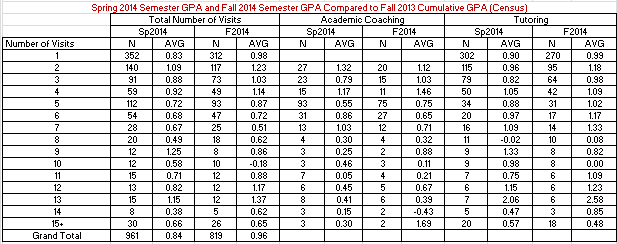 Spring 2014 Semester GPA and Fall 2014 Semester GPA Compared to Fall 2013 Cumulative GPA (Census)
Total Number of Visits Academic Coaching Tutoring
Sp2014 F2014 Sp2014 F2014 Sp2014 F2014
Number of Visits N AVG N AVG N AVG N AVG N AVG N AVG
1 352 0.83 312 0.98 302 0.90 270 0.99
2 140 1.09 117 1.23 27 1.32 20 1.12 115 0.96 95 1.18
3 91 0.88 73 1.03 23 0.79 15 1.03 79 0.82 64 0.98
4 59 0.92 49 1.14 15 1.17 11 1.46 50 1.05 42 1.09
5 112 0.72 93 0.87 93 0.55 75 0.75 34 0.88 31 1.02
6 54 0.68 47 0.72 31 0.86 27 0.65 20 0.97 17 1.17
7 28 0.67 25 0.51 13 1.03 12 0.71 16 1.09 14 1.33
8 20 0.49 18 0.62 4 0.30 4 0.32 11 -0.02 10 0.08
9 12 1.25 8 0.86 3 0.25 2 0.88 9 1.33 8 0.82
10 12 0.58 10 -0.18 3 0.46 3 0.11 9 0.98 8 0.00
11 15 0.71 12 0.88 7 0.05 4 0.21 7 0.75 6 1.09
12 13 0.82 12 1.17 6 0.45 5 0.67 6 1.15 6 1.23
13 15 1.15 12 1.37 8 0.41 6 0.39 7 2.06 6 2.58
14 8 0.38 5 0.62 3 0.15 2 -0.43 5 0.47 3 0.85
15+ 30 0.66 26 0.65 3 0.30 2 1.69 20 0.57 18 0.48
Grand Total 961 0.84 819 0.96